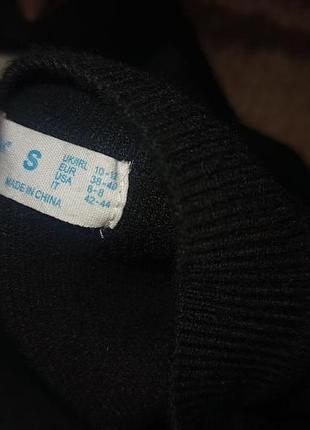 S
UK/IRL 10-12
EUR 38-40
USA 6-8
IT 42-44
MADE IN CHINA